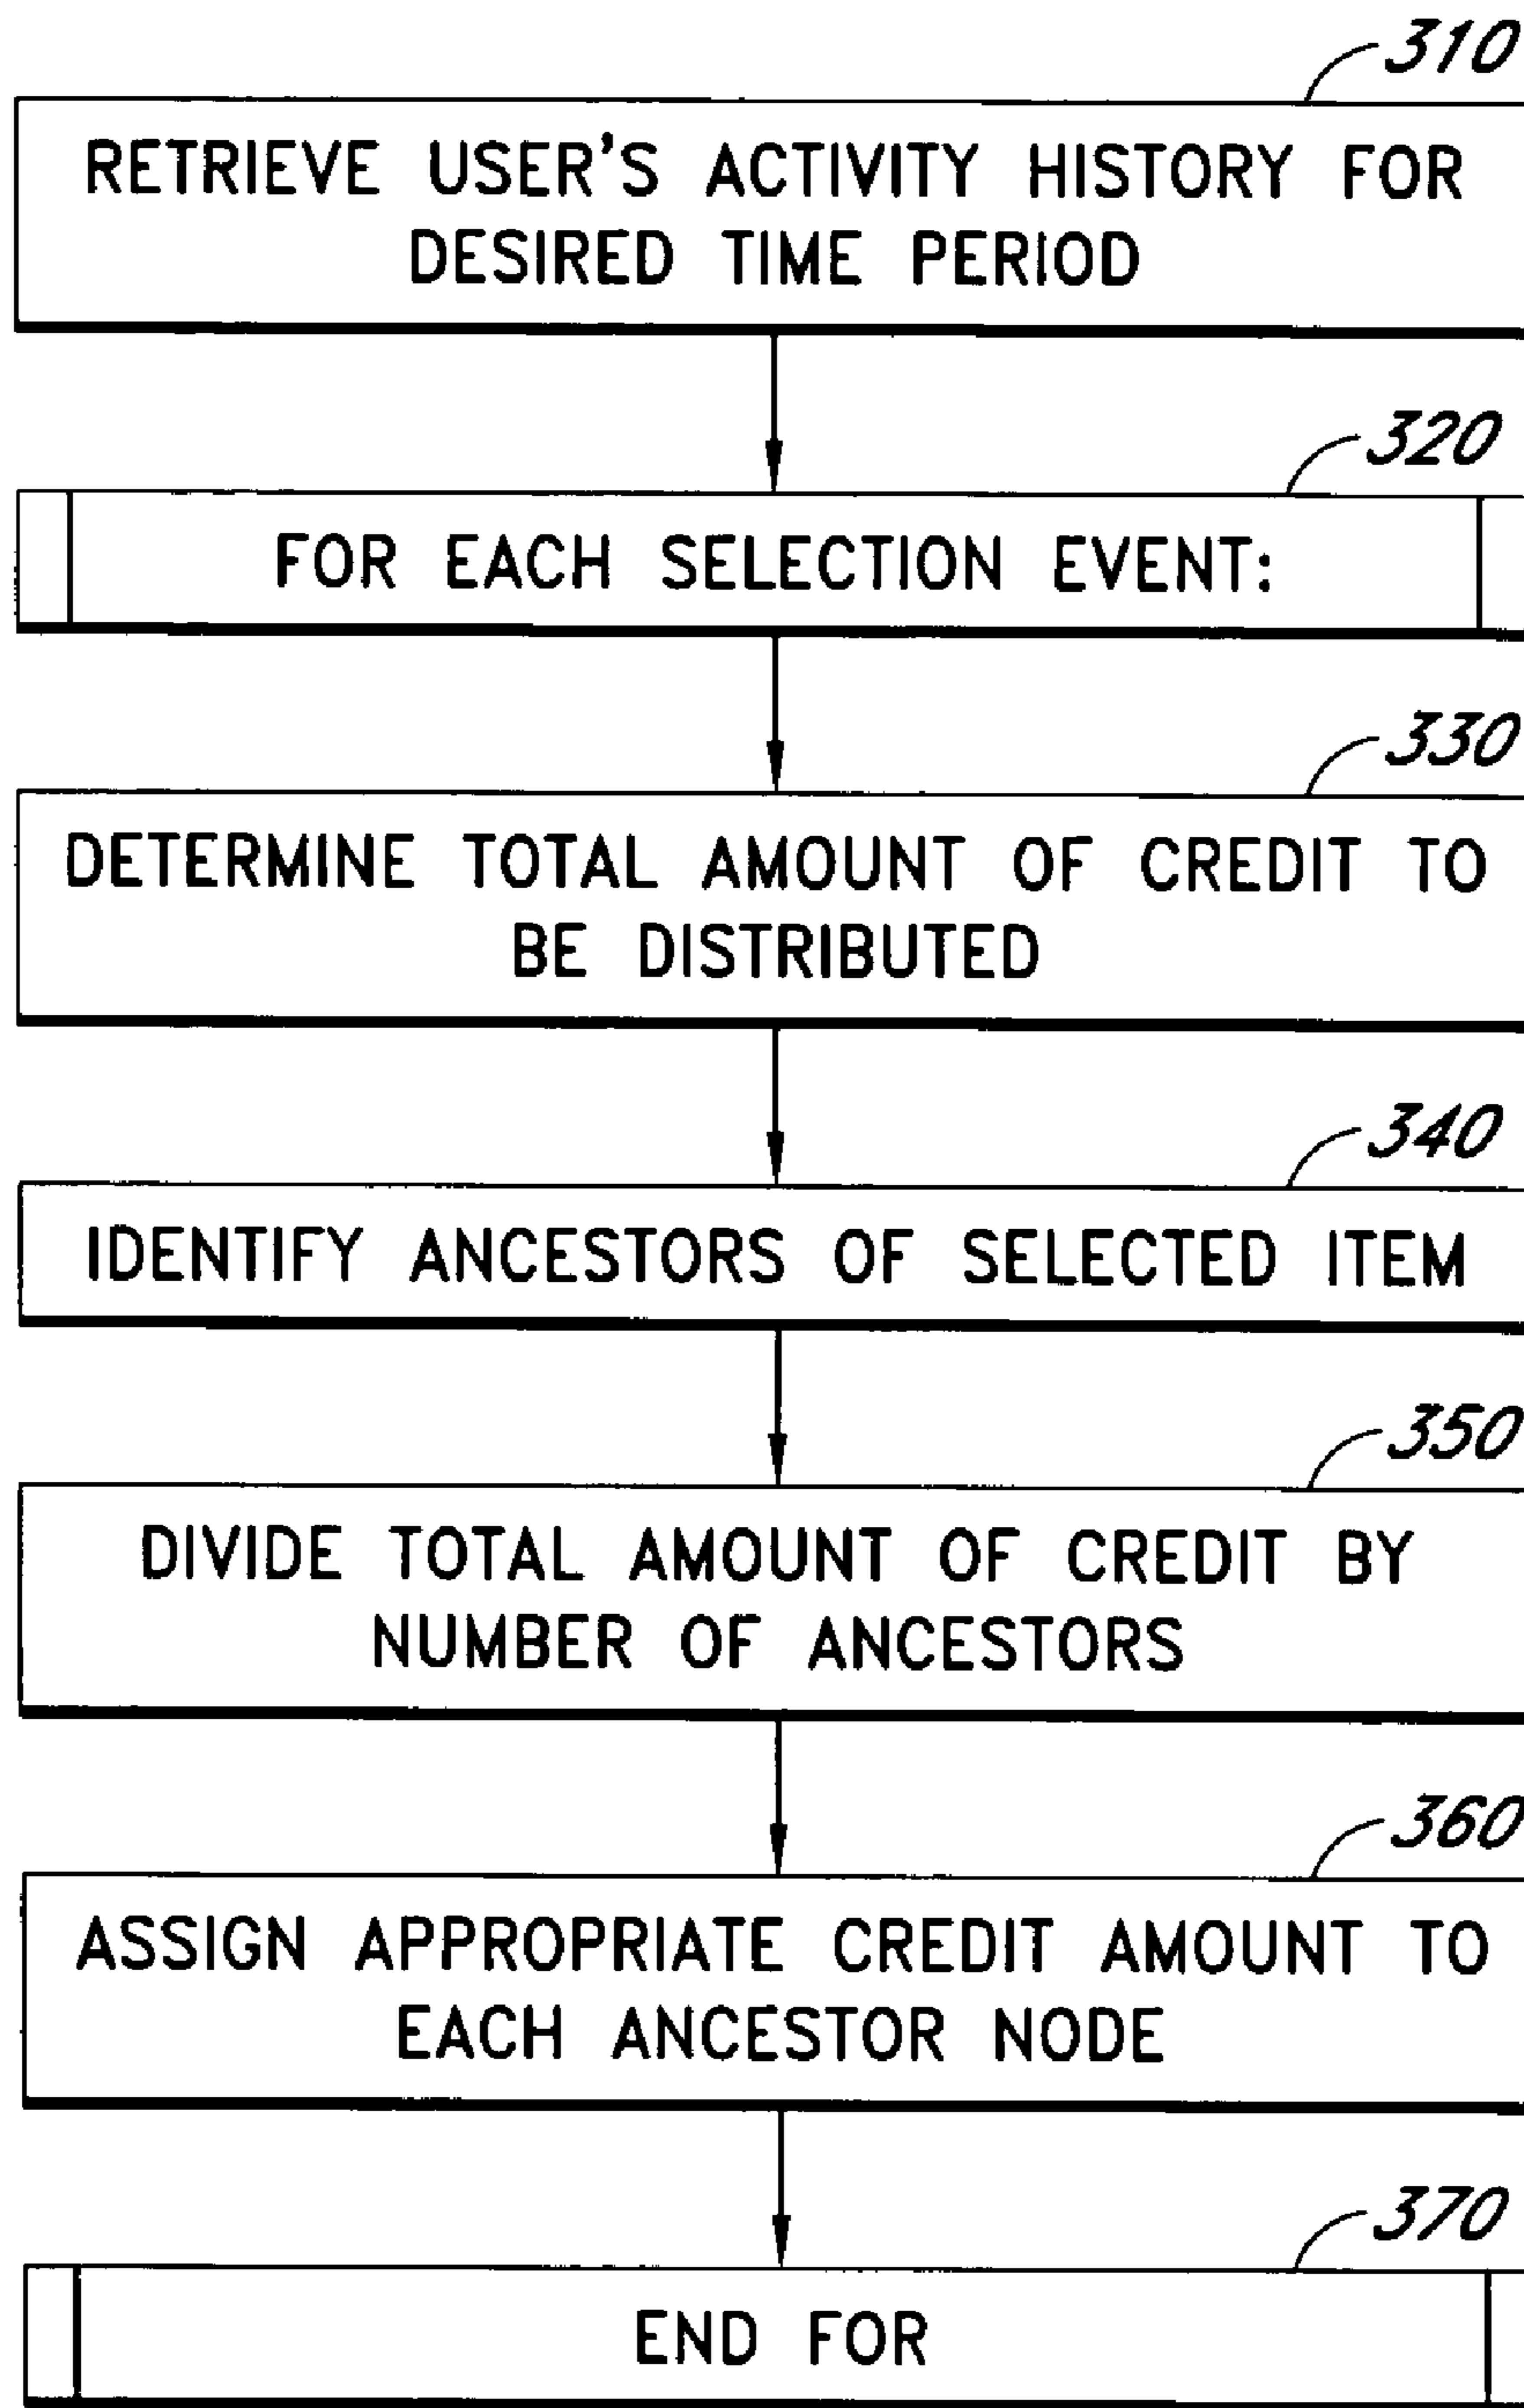 310
RETRIEVE USER'S ACTIVITY HISTORY FOR
DESIRED TIME PERIOD
320
FOR EACH SELECTION EVENT:
330
DETERMINE TOTAL AMOUNT OF CREDIT TO
BE DISTRIBUTED
340
IDENTIFY ANCESTORS OF SELECTED ITEM
350
DIVIDE TOTAL AMOUNT OF CREDIT BY
NUMBER OF ANCESTORS
360
ASSIGN APPROPRIATE CREDIT AMOUNT TO
EACH ANCESTOR NODE
370
END FOR